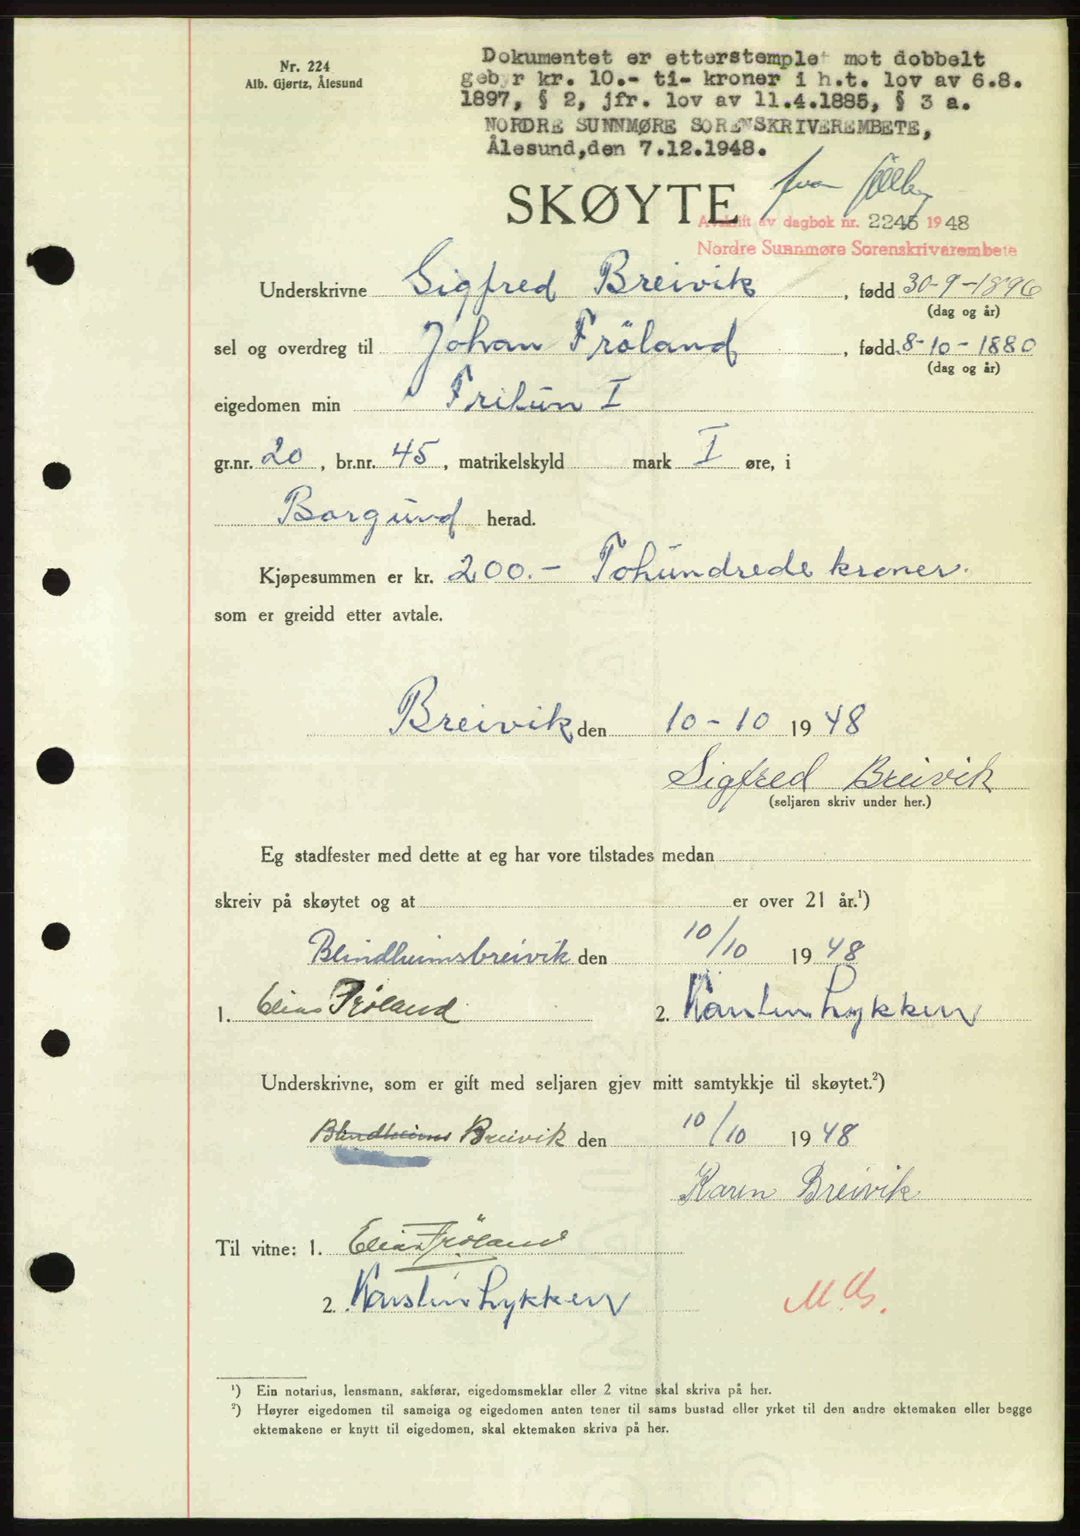 Nr. 224
Alb. Gjørtz, Ålesund
Dokumentet er etterstemplet mot dobbelt
gebyr kr. 10.- ti- kroner i h.t. lov av 6.8.
1897, § 2, jfr. lov av 11.4.1885, § 3 a.
NORDRE SUNNMØRE SORENSKRIVEREMBETE,
Ålesund,den 7.12.1948.
SKØYTE
Avskrift av dagbok nr. 2245 1948
Nordre Sunnmøre Sorenskriverembete
Underskrivne Sigfred Breivik, fødd 30-9-1896
(dag og år)
sel og overdreg til Johan Fröland, fødd 8-10-1880
(dag og år)
eigedomen min Fritun I
gr.nr. 20, br.nr. 45, matrikelskyld mark I øre, i
Borgund herad.
Kjøpesummen er kr. 200.- Tohundrede kroner.
som er greidd etter avtale.
Breivik den 10-10 1948
Sigfred Breivik
(seljaren skriv under her.)
Eg stadfester med dette at eg har vore tilstades medan
skreiv på skøytet og at er over 21 år.¹)
Blindheimsbreivik den 10/10 1948
1. Elias Frøland. 2. Karsten Lykken
Underskrivne, som er gift med seljaren gjev mitt samtykkje til skøytet.²)
Blindheims Breivik den 10/10 1948
Karen Breivik
Til vitne: 1. Elias Fröland
2. Karsten Lykken
¹) Ein notarius, lensmann, sakførar, eigedomsmeklar eller 2 vitne skal skriva på her.
²) Høyrer eigedomen til sameiga og eigedomen anten tener til sams bustad eller yrket til den andre ektemaken eller begge
ektemakene er knytt til eigedomen, skal ektemaken skriva på her.